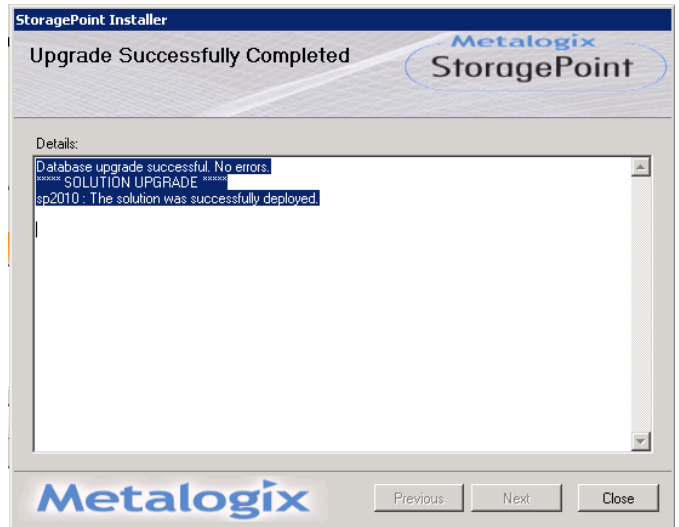 StoragePoint Installer
Upgrade Successfully Completed
Metalogix
StoragePoint
Details:
Database upgrade successful. No errors.
***** SOLUTION UPGRADE *****
sp2010 : The solution was successfully deployed.
Metalogix
Previous
Next
Close